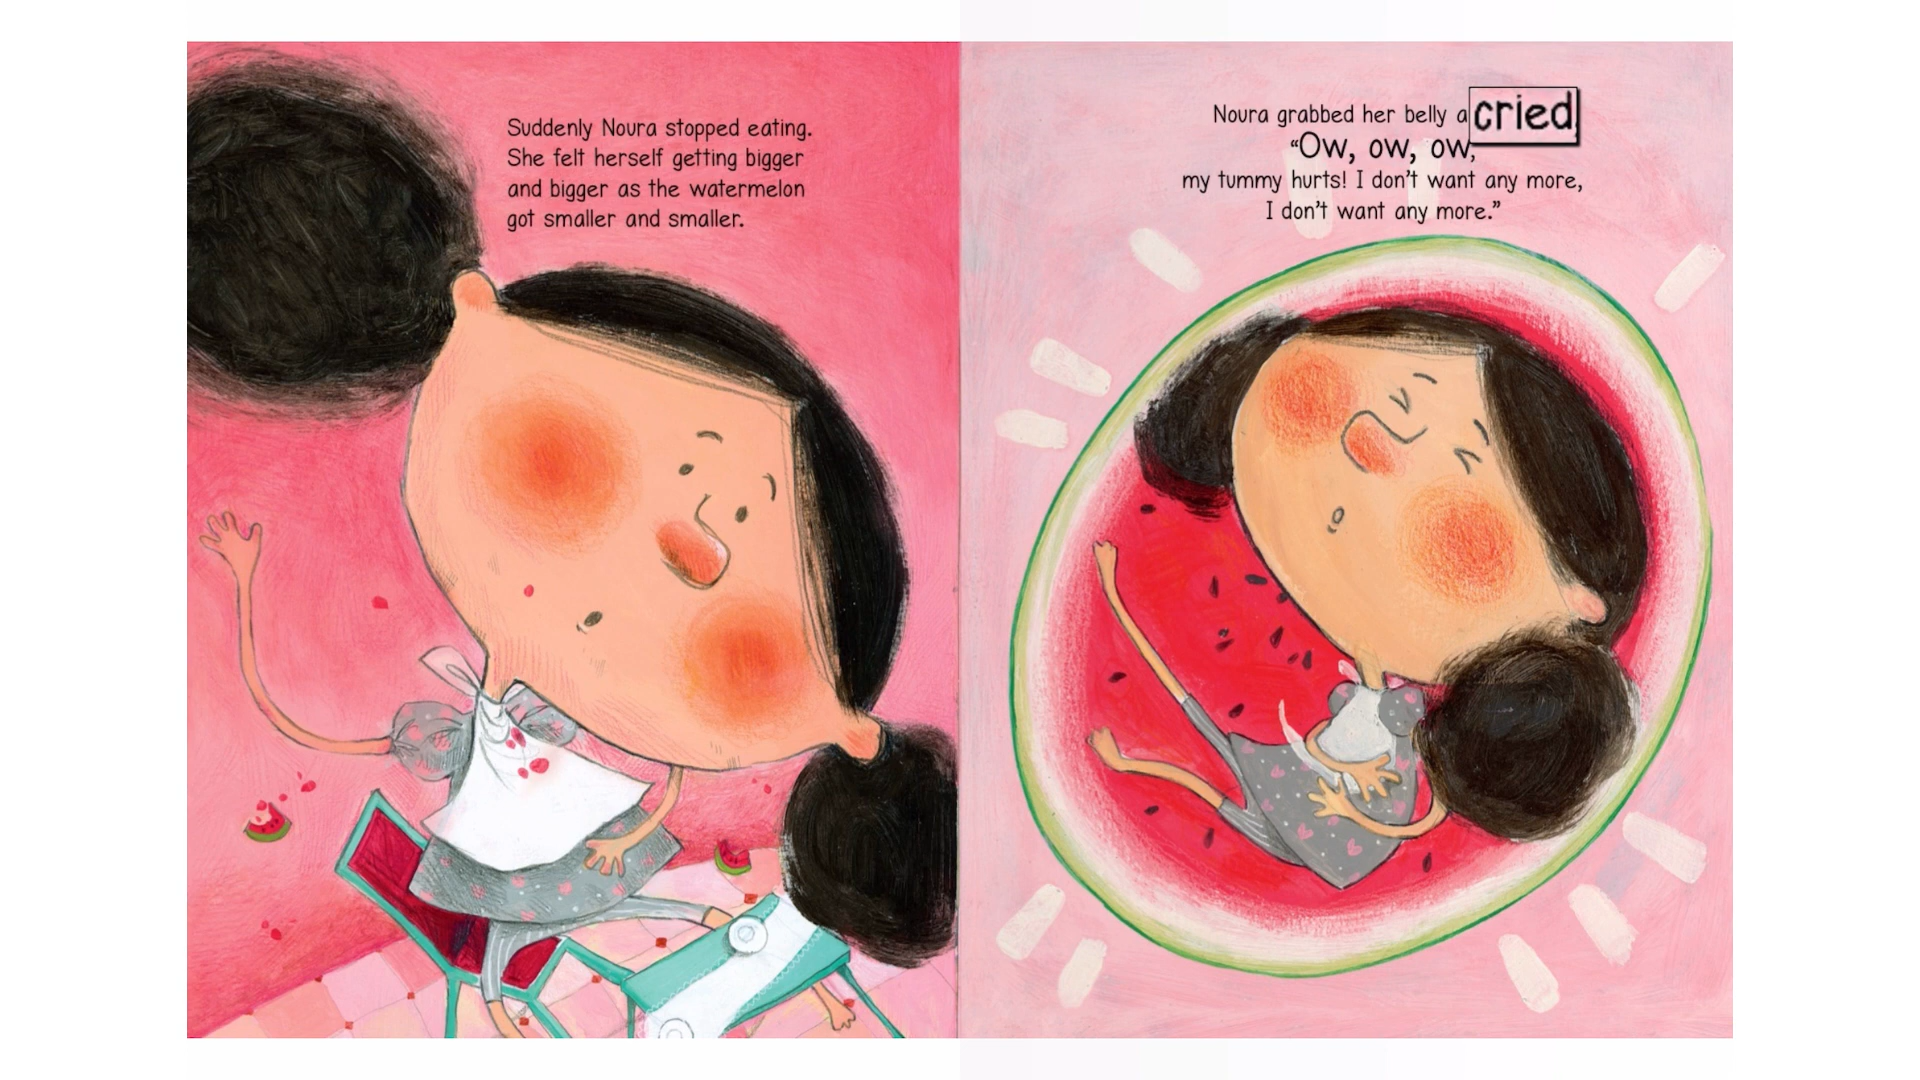 Suddenly Noura stopped eating.
She felt herself getting bigger
and bigger as the watermelon
got smaller and smaller.
Noura grabbed her belly a cried
“Ow, ow, ow,
my tummy hurts! I don’t want any more,
I don’t want any more.”